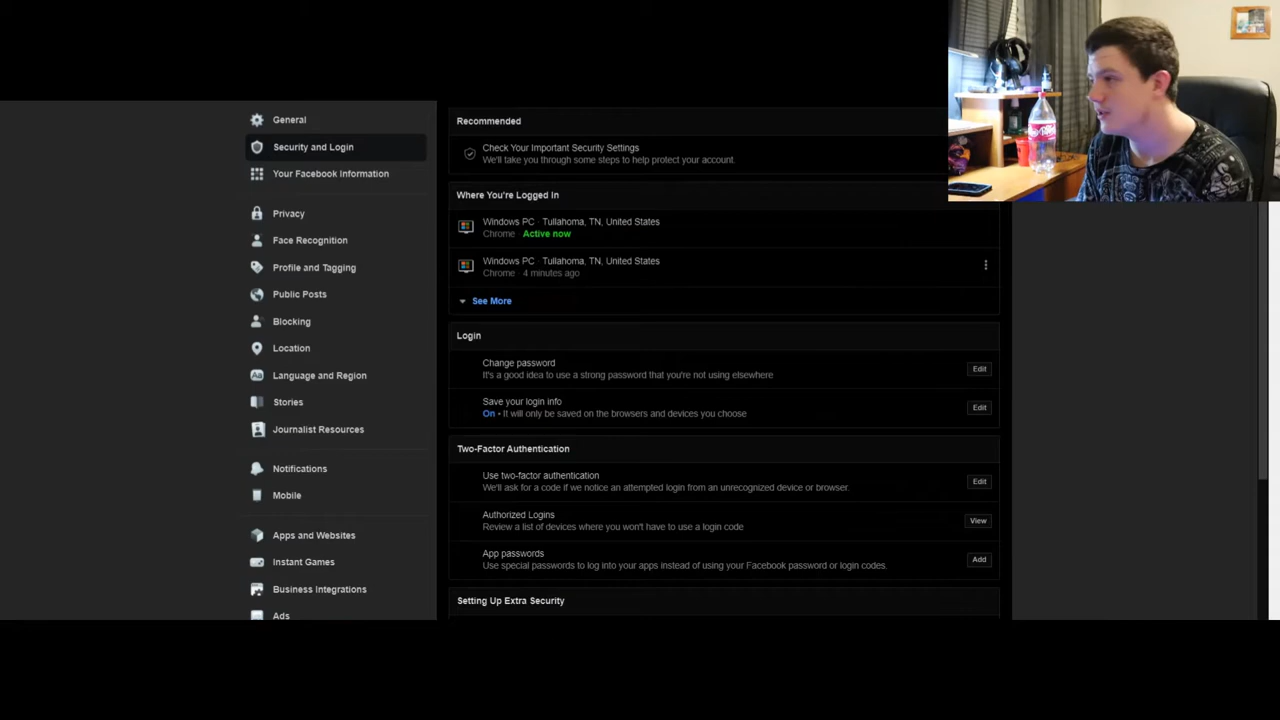 General
Security and Login
Your Facebook Information
Privacy
Face Recognition
Profile and Tagging
Public Posts
Blocking
Location
Language and Region
Stories
Journalist Resources
Notifications
Mobile
Apps and Websites
Instant Games
Business Integrations
Ads
Recommended
Check Your Important Security Settings
We'll take you through some steps to help protect your account.
Where You're Logged In
Windows PC · Tullahoma, TN, United States
Chrome · Active now
Windows PC · Tullahoma, TN, United States
Chrome · 4 minutes ago
See More
Login
Change password
It's a good idea to use a strong password that you're not using elsewhere
Edit
Save your login info
On • It will only be saved on the browsers and devices you choose
Edit
Two-Factor Authentication
Use two-factor authentication
We'll ask for a code if we notice an attempted login from an unrecognized device or browser.
Edit
Authorized Logins
Review a list of devices where you won't have to use a login code
View
App passwords
Use special passwords to log into your apps instead of using your Facebook password or login codes.
Add
Setting Up Extra Security